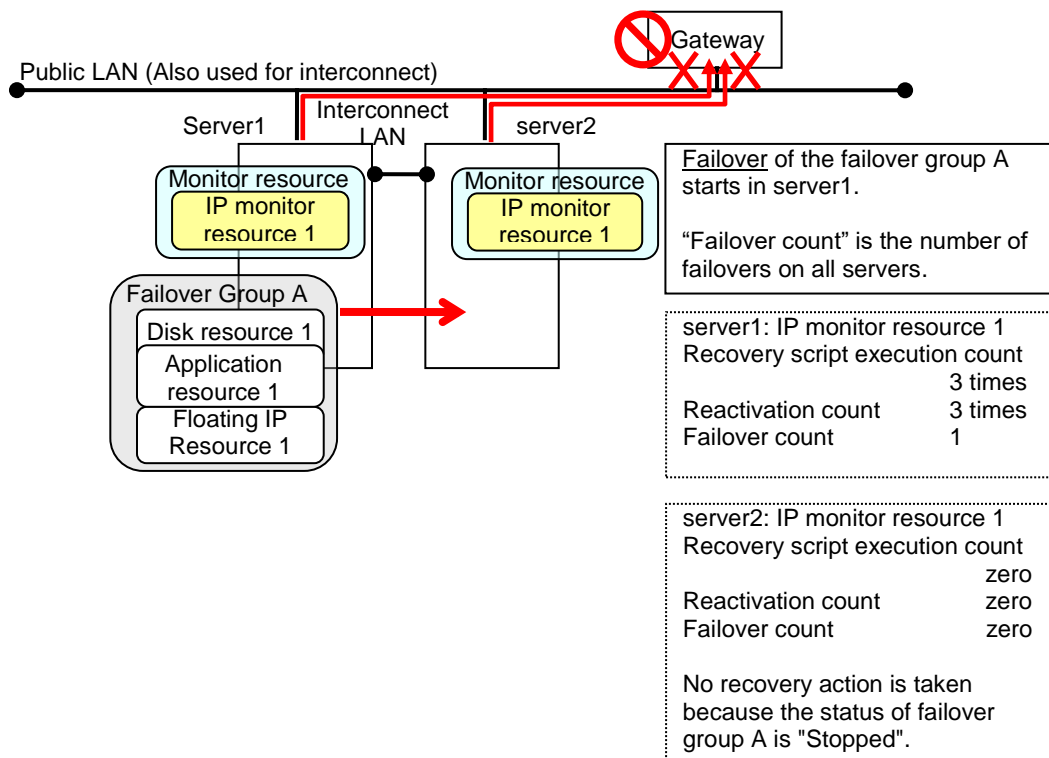 Gateway
Public LAN (Also used for interconnect)
Interconnect
LAN
Server1
server2
Monitor resource
IP monitor
resource 1
Monitor resource
IP monitor
resource 1
Failover Group A
Disk resource 1
Application
resource 1
Floating IP
Resource 1
Failover of the failover group A
starts in server1.
“Failover count” is the number of
failovers on all servers.
server1: IP monitor resource 1
Recovery script execution count
3 times
Reactivation count 3 times
Failover count 1
server2: IP monitor resource 1
Recovery script execution count
zero
Reactivation count zero
Failover count zero
No recovery action is taken
because the status of failover
group A is "Stopped".